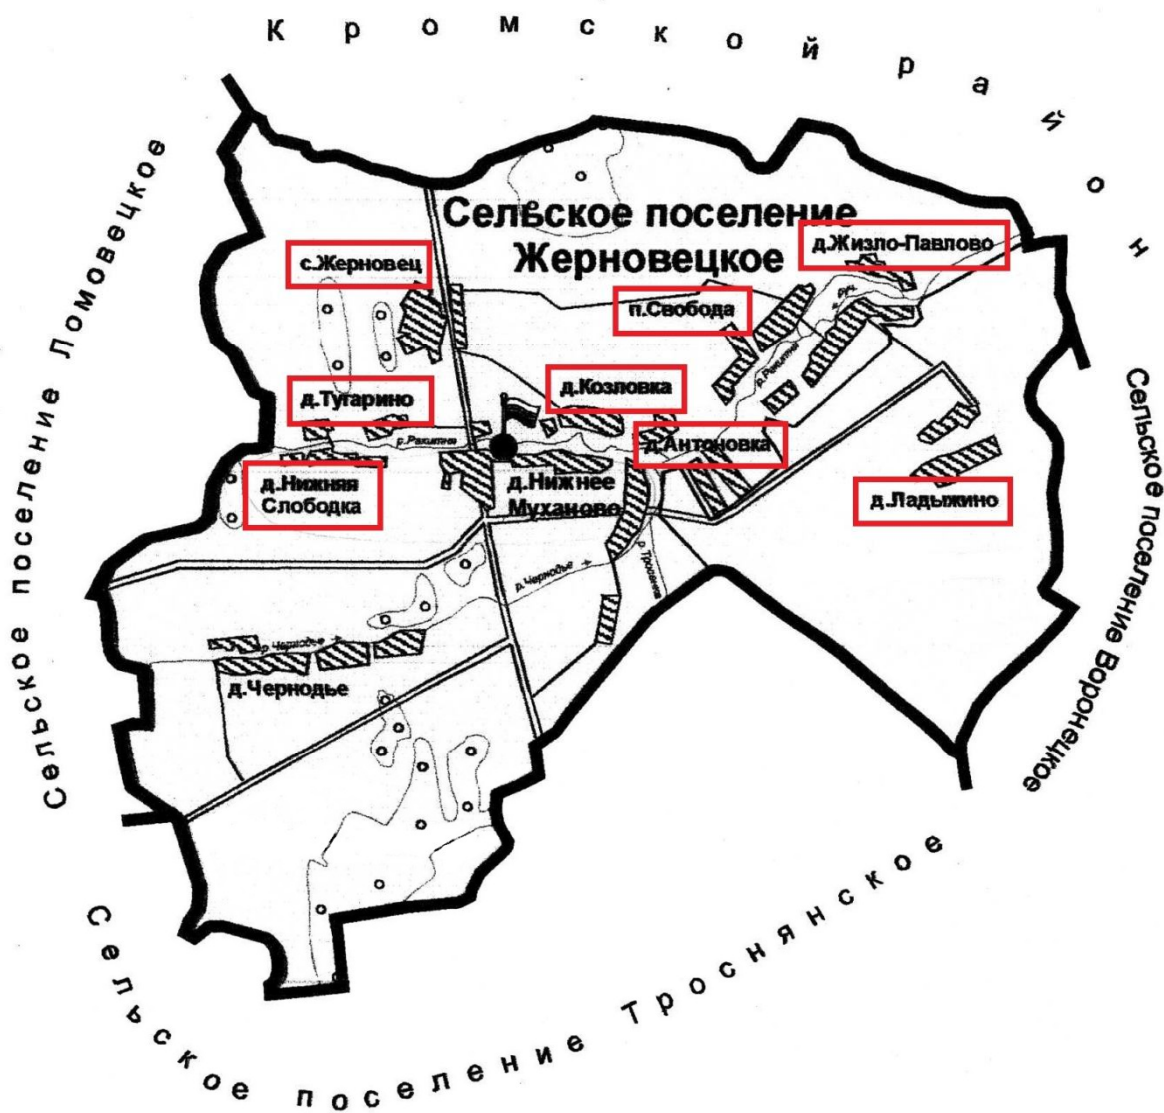 Кромской район
Сельское поселение Ломовецкое
Сельское поселение
Жерновецкое
д.Жизло-Павлово
с.Жерновец
п.Свобода
д.Козловка
д.Тугарино
р.Ракитня
р.Ракитня
д.Антоновка
д.Нижняя
Слободка
д.Нижнее
Муханово
д.Ладыжино
р.Чернодье
р.Чернодье
д.Чернодье
Сельское поселение Воронецкое
Сельское поселение Троснянское